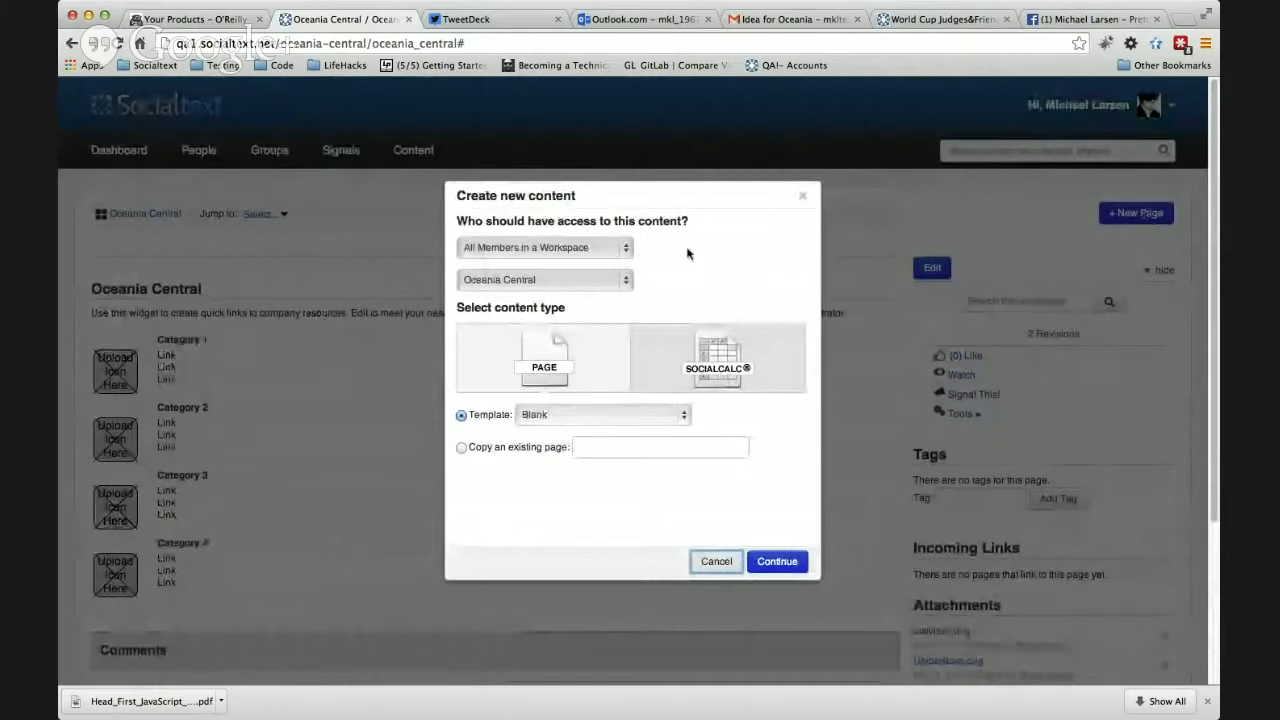 Your Products – O'Reilly
Oceania Central / Ocean
TweetDeck
Outlook.com – mkl_196
Gmail Idea for Oceania – mklte
World Cup Judges&Frien
(1) Michael Larsen – Pret
Google+
.socialtext.net/oceania-central/oceania_central#
Apps
Socialtext
Testing
Code
LifeHacks
(5/5) Getting Starte
Becoming a Technic
GL GitLab | Compare V
QAI– Accounts
Other Bookmarks
Socialtext
Hi, Michael Larsen
Dashboard
People
Groups
Signals
Content
Oceania Central
Jump to:
Select...
+ New Page
Create new content
Who should have access to this content?
All Members in a Workspace
Oceania Central
Select content type
PAGE
SOCIALCALC®
Template:
Blank
Copy an existing page:
Cancel
Continue
Oceania Central
Use this widget to create quick links to company resources. Edit to meet your nee
Category 1
Upload Icon Here
Link
Link
Link
Category 2
Upload Icon Here
Link
Link
Link
Category 3
Upload Icon Here
Link
Link
Link
Category 4
Upload Icon Here
Link
Link
Link
Comments
Edit
hide
Search this workspace
2 Revisions
(0) Like
Watch
Signal This!
Tools
Tags
There are no tags for this page.
Tag:
Add Tag
Incoming Links
There are no pages that link to this page yet.
Attachments
Head_First_JavaScript_....pdf
Show All